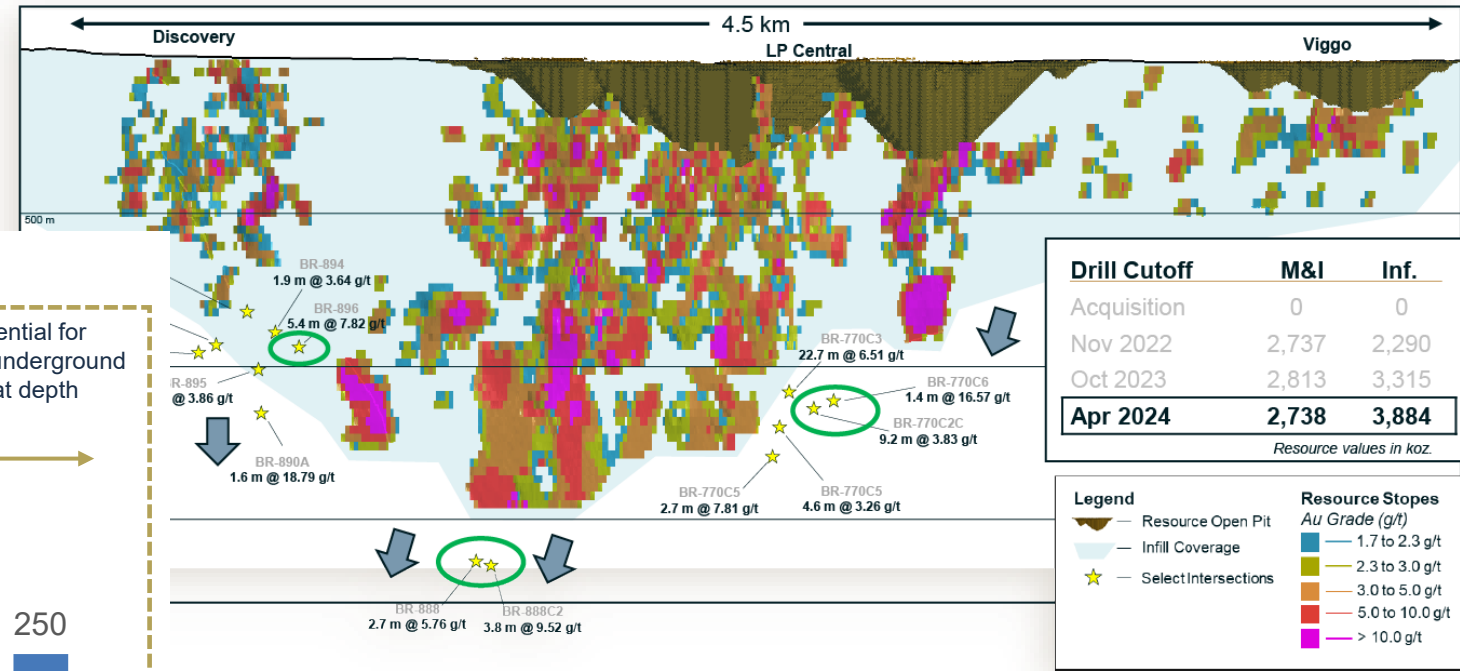 4.5 km
Discovery
LP Central
Viggo
500 m
BR-894
1.9 m @ 3.64 g/t
BR-896
5.4 m @ 7.82 g/t
ential for
underground
at depth
R-895
@ 3.86 g/t
BR-890A
1.6 m @ 18.79 g/t
BR-770C3
22.7 m @ 6.51 g/t
BR-770C6
1.4 m @ 16.57 g/t
BR-770C2C
9.2 m @ 3.83 g/t
BR-770C5
2.7 m @ 7.81 g/t
BR-770C5
4.6 m @ 3.26 g/t
BR-888
2.7 m @ 5.76 g/t
BR-888C2
3.8 m @ 9.52 g/t
250
Drill Cutoff M&I Inf.
Acquisition 0 0
Nov 2022 2,737 2,290
Oct 2023 2,813 3,315
Apr 2024 2,738 3,884
Resource values in koz.
Legend
Resource Open Pit
Infill Coverage
Select Intersections
Resource Stopes
Au Grade (g/t)
1.7 to 2.3 g/t
2.3 to 3.0 g/t
3.0 to 5.0 g/t
5.0 to 10.0 g/t
> 10.0 g/t